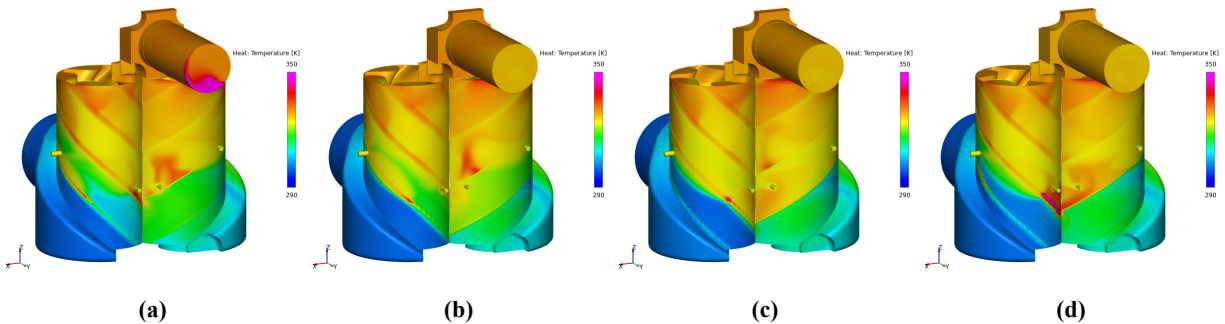 Heat: Temperature [K]
350
290
Z
X
Y
(a)
Heat: Temperature [K]
350
290
Z
X
Y
(b)
Heat: Temperature [K]
350
290
Z
X
Y
(c)
Heat: Temperature [K]
350
290
Z
X
Y
(d)